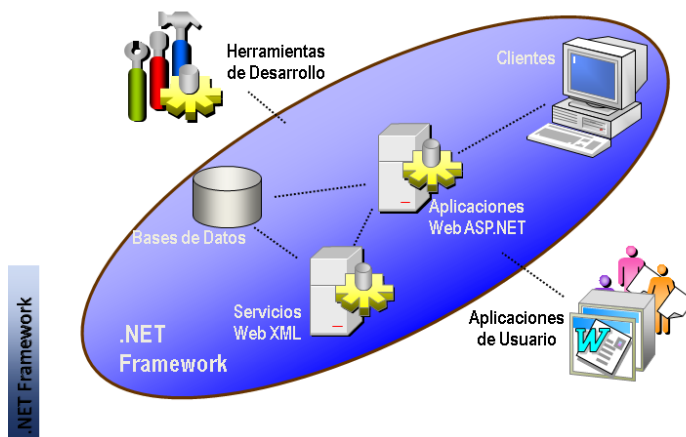 Herramientas
de Desarrollo
Clientes
Aplicaciones
Web ASP.NET
Bases de Datos
Servicios
Web XML
Aplicaciones
de Usuario
.NET
Framework
.NET Framework
W